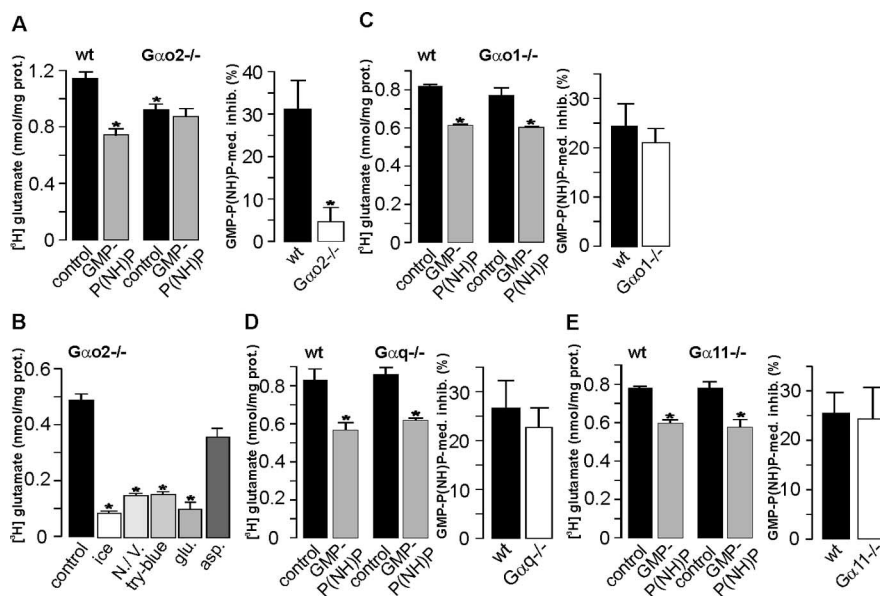 A
wt
Gαo2-/-
[³H] glutamate (nmol/mg prot.)
1.2
0.8
0.4
0
*
*
control
GMP-
P(NH)P
control
GMP-
P(NH)P
GMP-P(NH)P-med. inhib. (%)
40
30
20
10
0
*
wt
Gαo2-/-
C
wt
Gαo1-/-
[³H] glutamate (nmol/mg prot.)
0.8
0.6
0.4
0.2
0
*
*
control
GMP-
P(NH)P
control
GMP-
P(NH)P
GMP-P(NH)P-med. inhib. (%)
30
20
10
0
wt
Gαo1-/-
B
Gαo2-/-
[³H] glutamate (nmol/mg prot.)
0.6
0.4
0.2
0
*
*
*
*
control
ice
N./ V.
try-blue
glu.
asp.
D
wt
Gαq-/-
[³H] glutamate (nmol/mg prot.)
0.8
0.6
0.4
0.2
0
*
*
control
GMP-
P(NH)P
control
GMP-
P(NH)P
GMP-P(NH)P-med. inhib. (%)
30
20
10
0
wt
Gαq-/-
E
wt
Gα11-/-
[³H] glutamate (nmol/mg prot.)
0.8
0.6
0.4
0.2
0
*
*
control
GMP-
P(NH)P
control
GMP-
P(NH)P
GMP-P(NH)P-med. inhib. (%)
30
20
10
0
wt
Gα11-/-